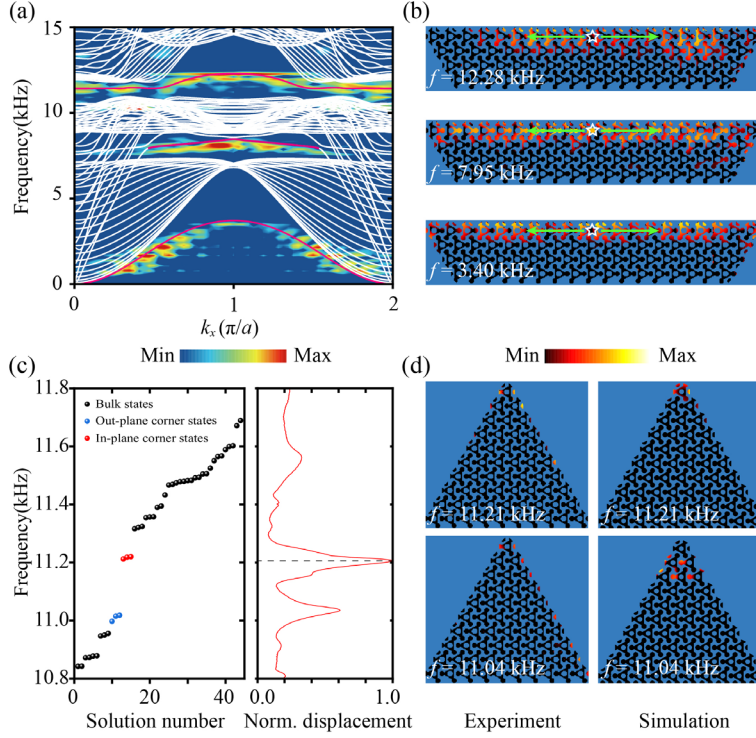 (a)
15
10
5
0
Frequency(kHz)
0
1
2
kx(π/a)
Min
Max
(b)
f = 12.28 kHz
f = 7.95 kHz
f = 3.40 kHz
Min
Max
(c)
11.8
11.6
11.4
11.2
11.0
10.8
Frequency(kHz)
Bulk states
Out-plane corner states
In-plane corner states
0
20
40
Solution number
0.0
1.0
Norm. displacement
(d)
f = 11.21 kHz
f = 11.21 kHz
f = 11.04 kHz
f = 11.04 kHz
Experiment
Simulation